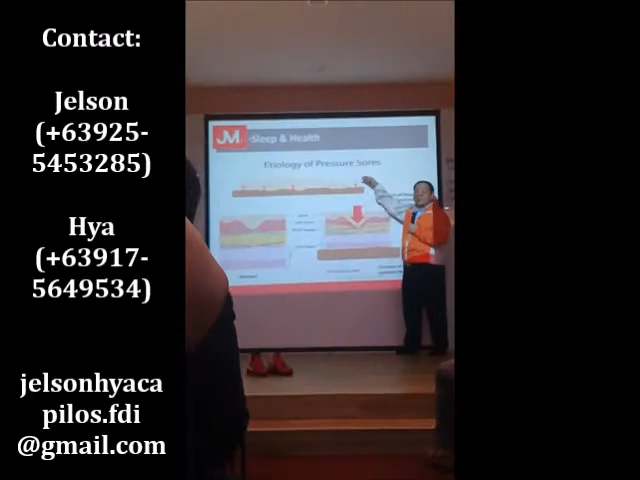 Contact:
Jelson
(+63925-
5453285)
Hya
(+63917-
5649534)
jelsonhyaca
pilos.fdi
@gmail.com
JM
Sleep & Health
Etiology of Pressure Sores